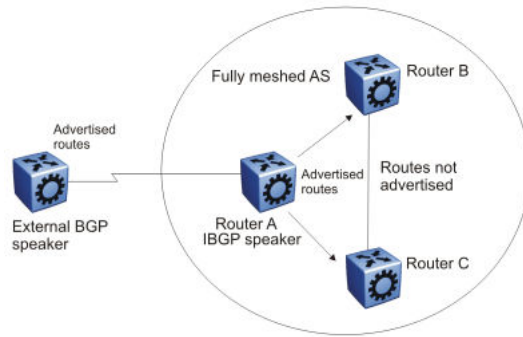 Fully meshed AS
Router B
Advertised
routes
Advertised
routes
Routes not
advertised
External BGP
speaker
Router A
IBGP speaker
Router C